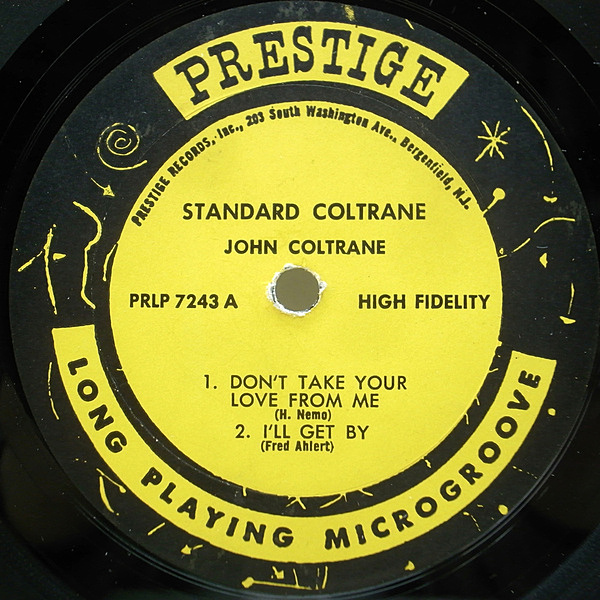 PRESTIGE
PRESTIGE RECORDS, Inc., 203 South Washington Ave., Bergenfield, N.J.
STANDARD COLTRANE
JOHN COLTRANE
PRLP 7243 A HIGH FIDELITY
1. DON'T TAKE YOUR
LOVE FROM ME
(H. Nemo)
2. I'LL GET BY
(Fred Ahlert)
LONG PLAYING MICROGROOVE